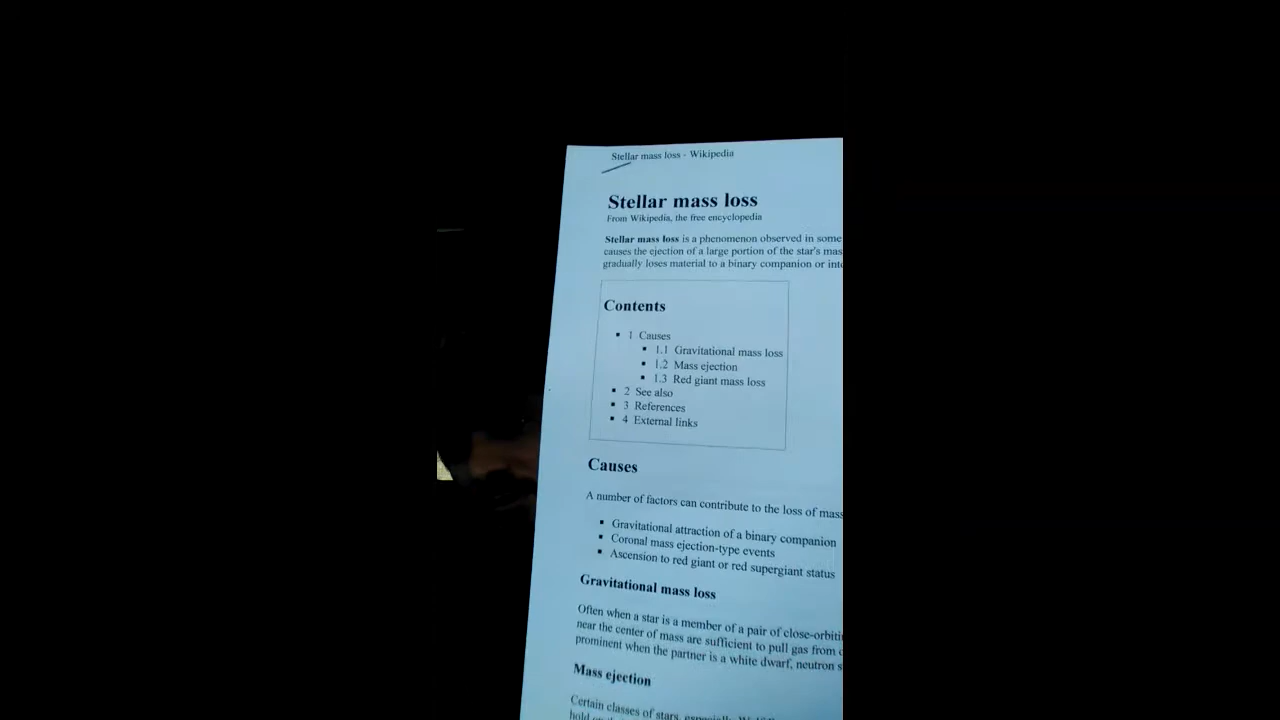 Stellar mass loss - Wikipedia
Stellar mass loss
From Wikipedia, the free encyclopedia
Stellar mass loss is a phenomenon observed in some
causes the ejection of a large portion of the star's mas
gradually loses material to a binary companion or int
Contents
▪ 1 Causes
▪ 1.1 Gravitational mass loss
▪ 1.2 Mass ejection
▪ 1.3 Red giant mass loss
▪ 2 See also
▪ 3 References
▪ 4 External links
Causes
A number of factors can contribute to the loss of mass
▪ Gravitational attraction of a binary companion
▪ Coronal mass ejection-type events
▪ Ascension to red giant or red supergiant status
Gravitational mass loss
Often when a star is a member of a pair of close-orbiti
near the center of mass are sufficient to pull gas from
prominent when the partner is a white dwarf, neutron s
Mass ejection
Certain classes of stars, especially
hold